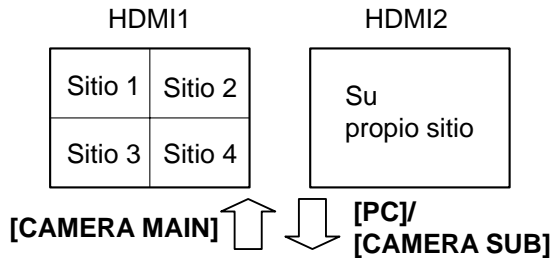 HDMI1
HDMI2
Sitio 1
Sitio 2
Sitio 3
Sitio 4
Su
propio sitio
[CAMERA MAIN]
[PC]/
[CAMERA SUB]